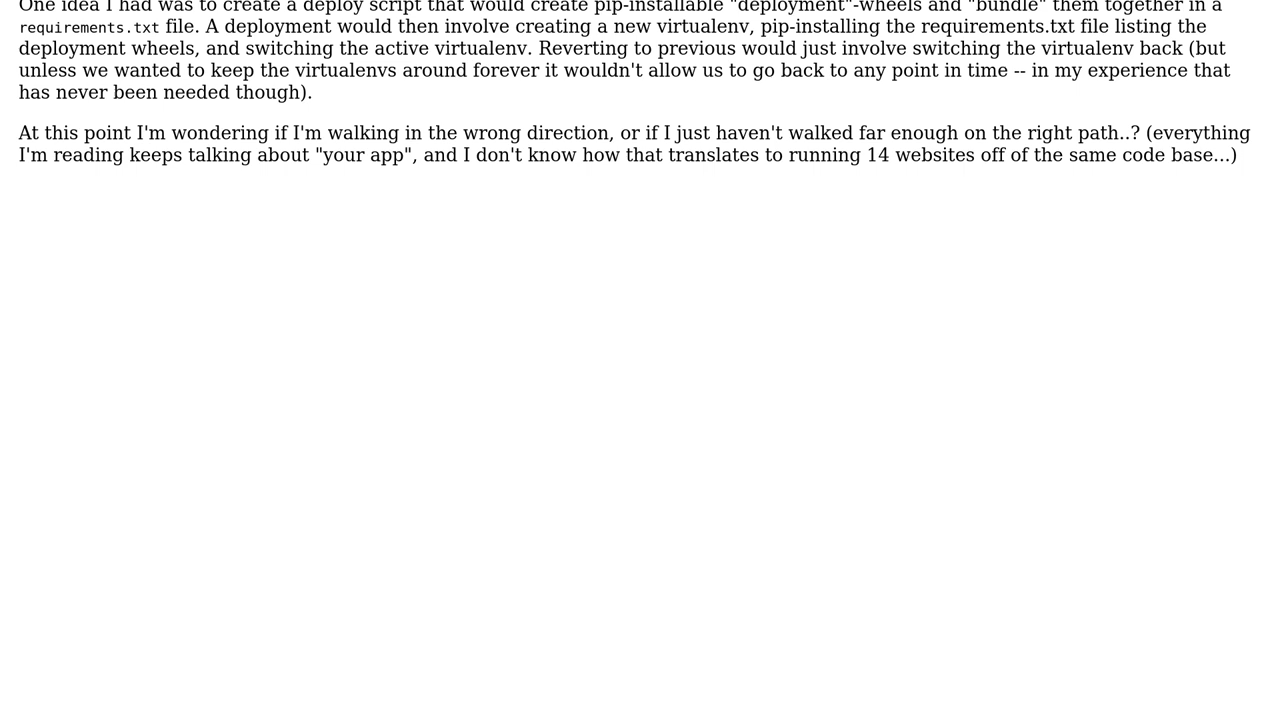 One idea I had was to create a deploy script that would create pip-installable "deployment"-wheels and "bundle" them together in a
requirements.txt file. A deployment would then involve creating a new virtualenv, pip-installing the requirements.txt file listing the
deployment wheels, and switching the active virtualenv. Reverting to previous would just involve switching the virtualenv back (but
unless we wanted to keep the virtualenvs around forever it wouldn't allow us to go back to any point in time -- in my experience that
has never been needed though).
At this point I'm wondering if I'm walking in the wrong direction, or if I just haven't walked far enough on the right path..? (everything
I'm reading keeps talking about "your app", and I don't know how that translates to running 14 websites off of the same code base...)